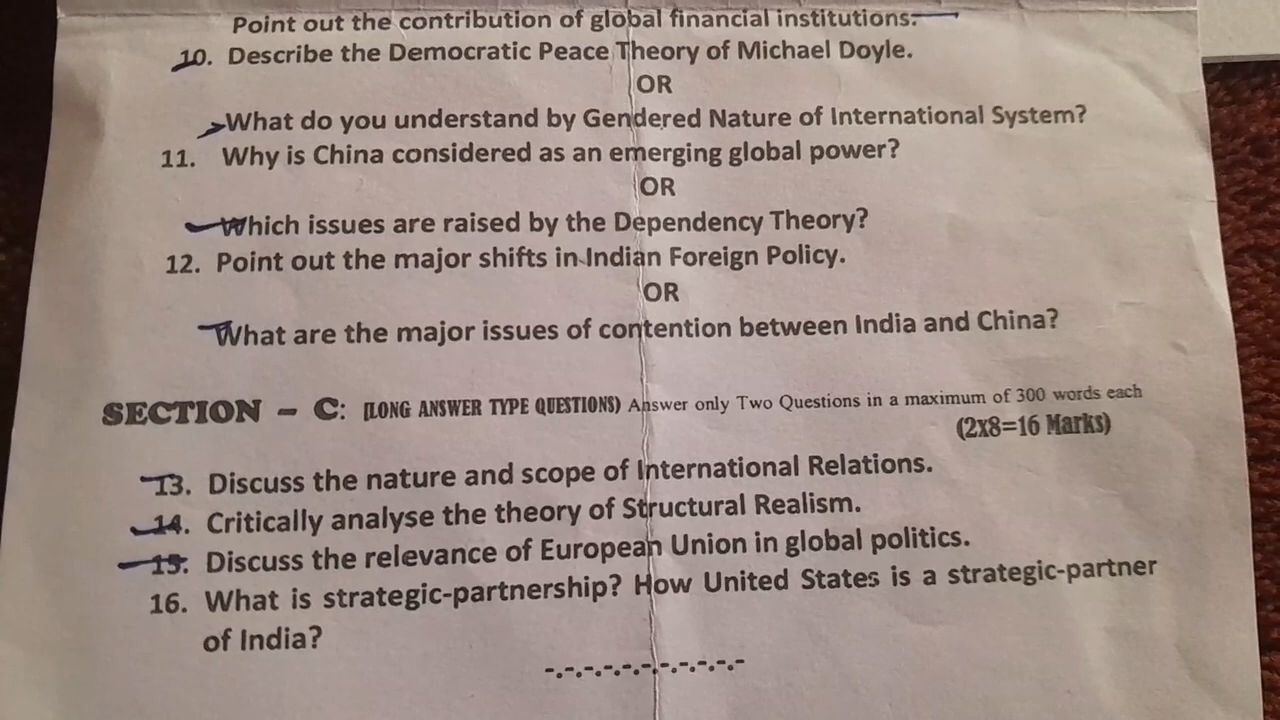 Point out the contribution of global financial institutions.
10. Describe the Democratic Peace Theory of Michael Doyle.
OR
What do you understand by Gendered Nature of International System?
11. Why is China considered as an emerging global power?
OR
Which issues are raised by the Dependency Theory?
12. Point out the major shifts in Indian Foreign Policy.
OR
What are the major issues of contention between India and China?
SECTION - C: [LONG ANSWER TYPE QUESTIONS) Answer only Two Questions in a maximum of 300 words each
(2x8=16 Marks)
13. Discuss the nature and scope of International Relations.
14. Critically analyse the theory of Structural Realism.
15. Discuss the relevance of European Union in global politics.
16. What is strategic-partnership? How United States is a strategic-partner
of India?
-.-.-.-.-.-.-.-.-.-.-